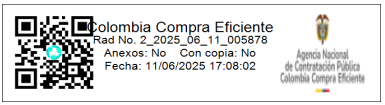 Colombia Compra Eficiente
Rad No. 2_2025_06_11_005878
Anexos: No Con copia: No
Fecha: 11/06/2025 17:08:02
Agencia Nacional
de Contratación Pública
Colombia Compra Eficiente